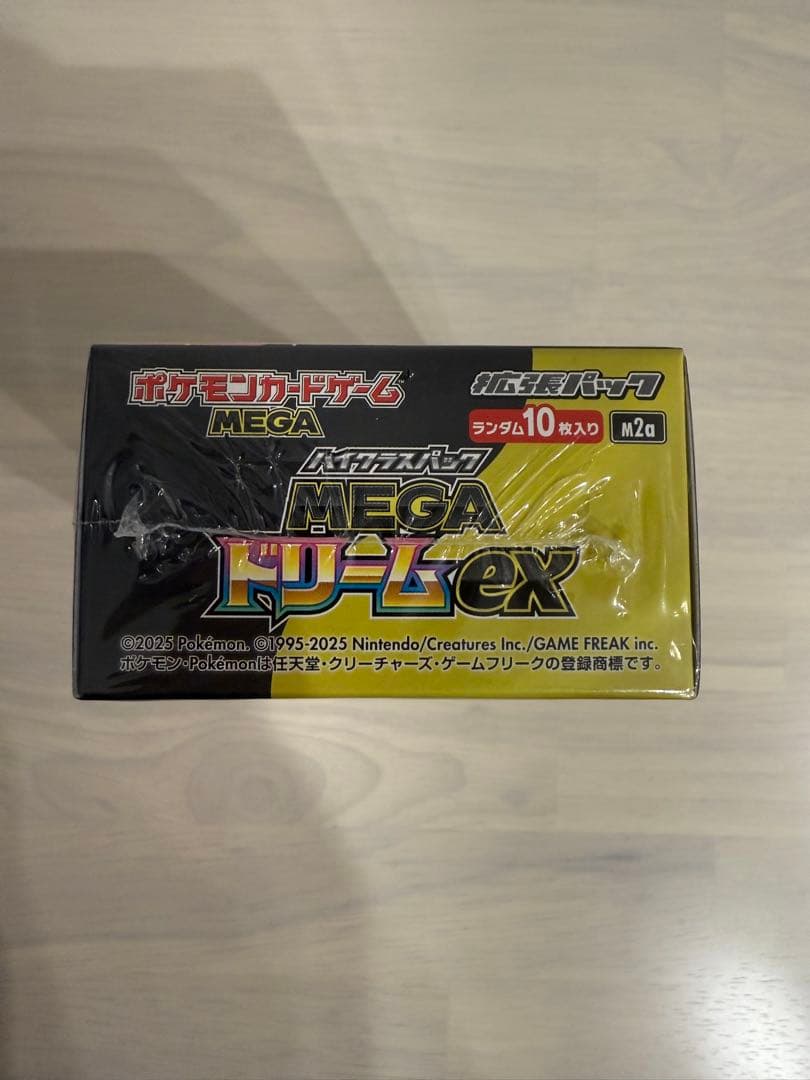 ポケモンカードゲーム™
MEGA
拡張パック
ランダム10枚入り
M2a
ハイクラスパック
MEGA
ドリームex
©2025 Pokémon. ©1995-2025 Nintendo/Creatures Inc./GAME FREAK inc.
ポケモン・Pokémonは任天堂・クリーチャーズ・ゲームフリークの登録商標です。